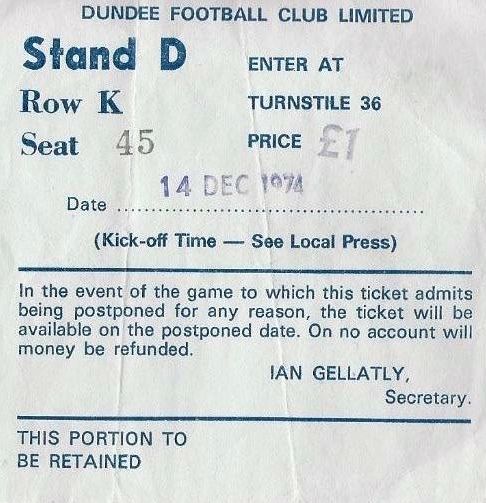 DUNDEE FOOTBALL CLUB LIMITED
Stand D
ENTER AT
Row K
TURNSTILE 36
Seat 45
PRICE £1
14 DEC 1974
Date ..................................................
(Kick-off Time — See Local Press)
In the event of the game to which this ticket admits
being postponed for any reason, the ticket will be
available on the postponed date. On no account will
money be refunded.
IAN GELLATLY,
Secretary.
THIS PORTION TO
BE RETAINED